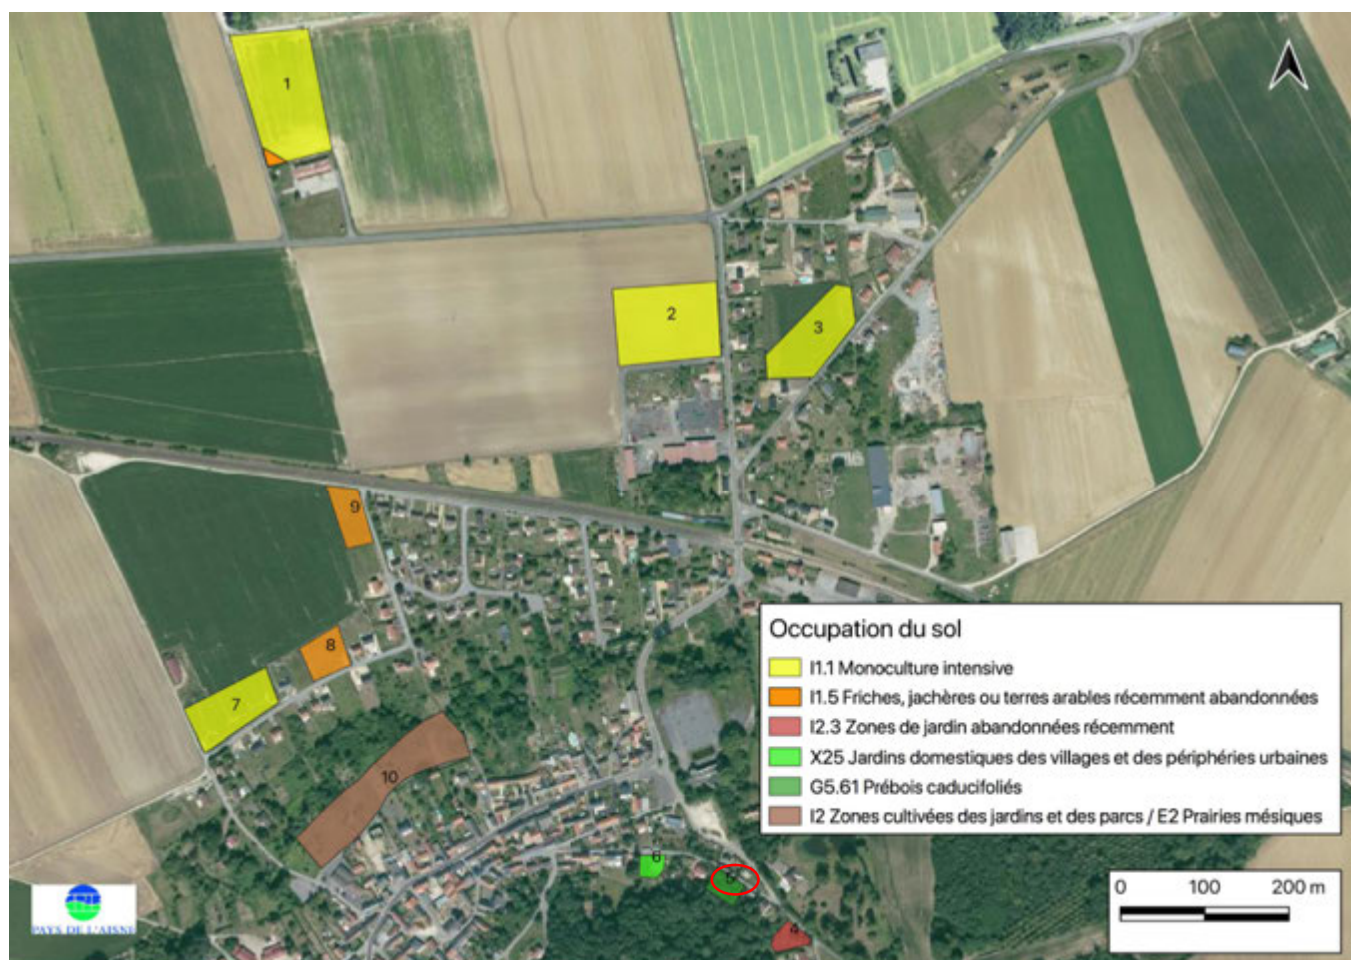 1
2
3
9
8
7
10
6
5
4
Occupation du sol
I1.1 Monoculture intensive
I1.5 Friches, jachères ou terres arables récemment abandonnées
I2.3 Zones de jardin abandonnées récemment
X25 Jardins domestiques des villages et des périphéries urbaines
G5.61 Prébois caducifoliés
I2 Zones cultivées des jardins et des parcs / E2 Prairies mésiques
0 100 200 m
PAYS DE L'AISNE